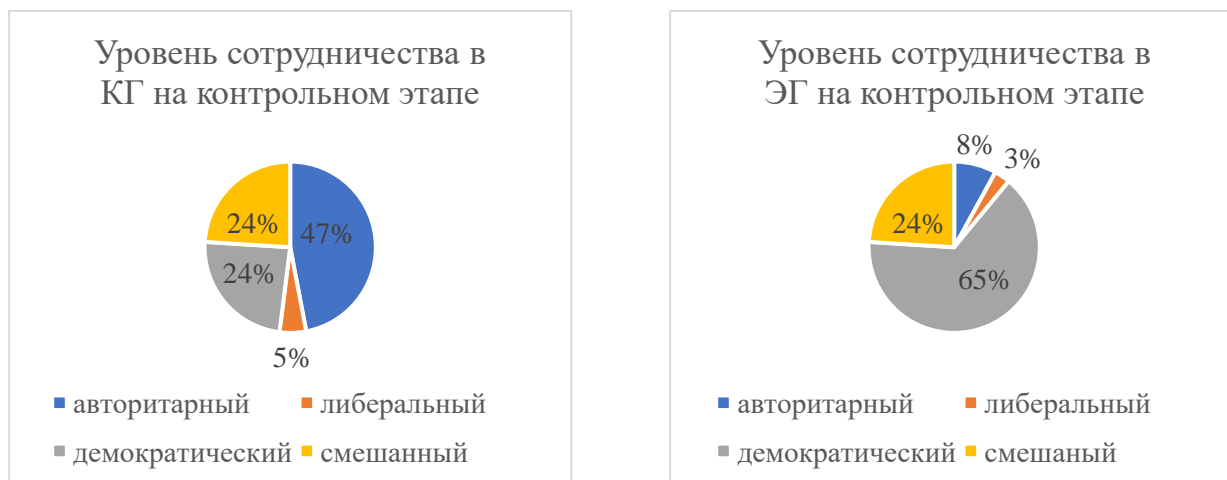 Уровень сотрудничества в
КГ на контрольном этапе
24%
47%
24%
5%
авторитарный
либеральный
демократический
смешанный
Уровень сотрудничества в
ЭГ на контрольном этапе
8%
3%
24%
65%
авторитарный
либеральный
демократический
смешаный